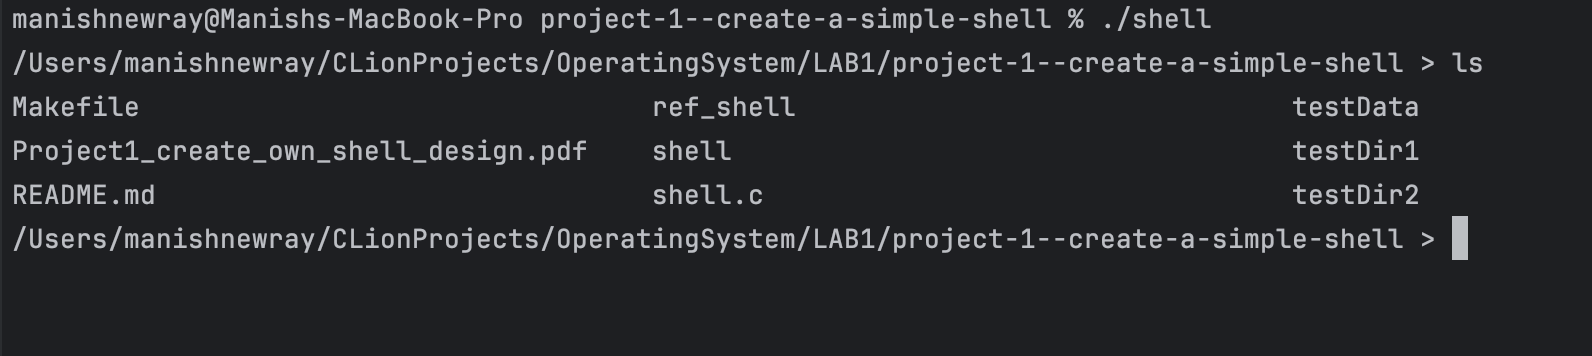 manishnewray@Manishs-MacBook-Pro project-1--create-a-simple-shell % ./shell
/Users/manishnewray/CLionProjects/OperatingSystem/LAB1/project-1--create-a-simple-shell > ls
Makefile ref_shell testData
Project1_create_own_shell_design.pdf shell testDir1
README.md shell.c testDir2
/Users/manishnewray/CLionProjects/OperatingSystem/LAB1/project-1--create-a-simple-shell >